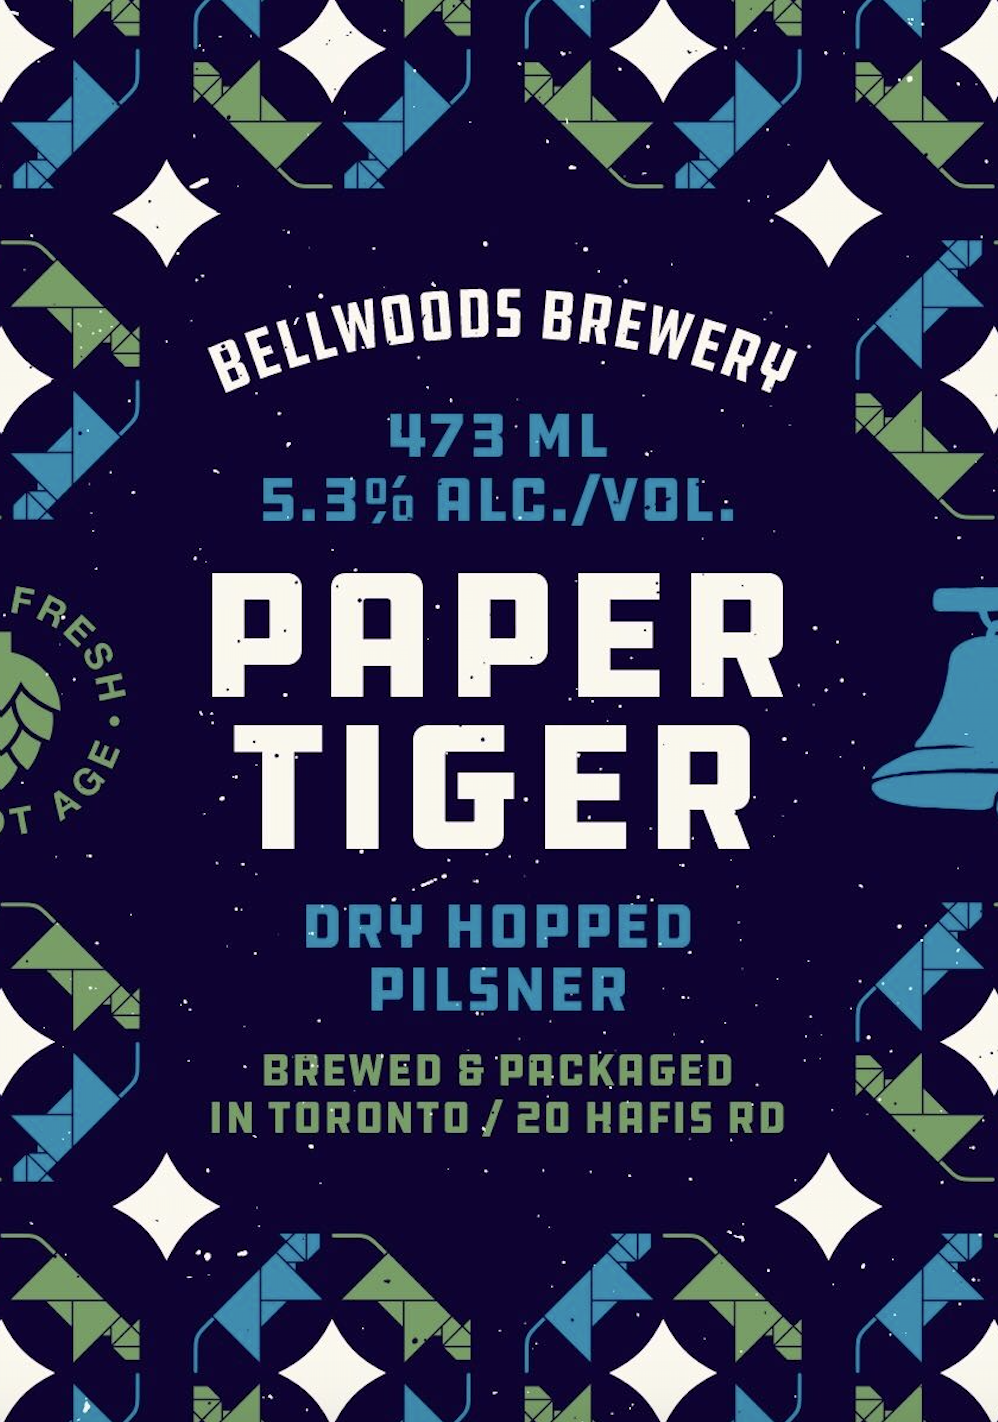 BELLWOODS BREWERY
473 ML
5.3% ALC./VOL.
FRESH •
AGE
PAPER
TIGER
DRY HOPPED
PILSNER
BREWED & PACKAGED
IN TORONTO / 20 HAFIS RD